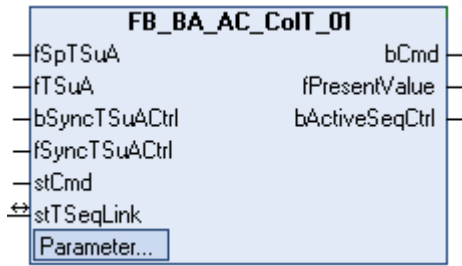 FB_BA_AC_ColT_01
fSpTSuA bCmd
fTSuA fPresentValue
bSyncTSuACtrl bActiveSeqCtrl
fSyncTSuACtrl
stCmd
stTSeqLink
Parameter...